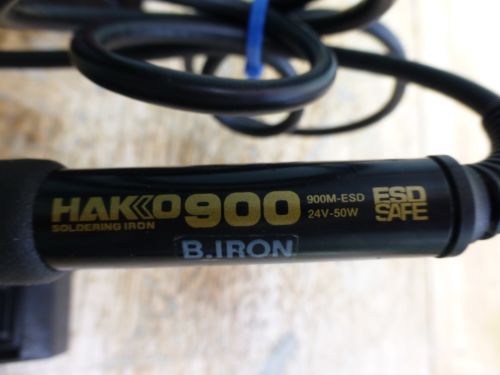 HAKKO 900 900M-ESD ESD
SOLDERING IRON 24V-50W SAFE
B.IRON